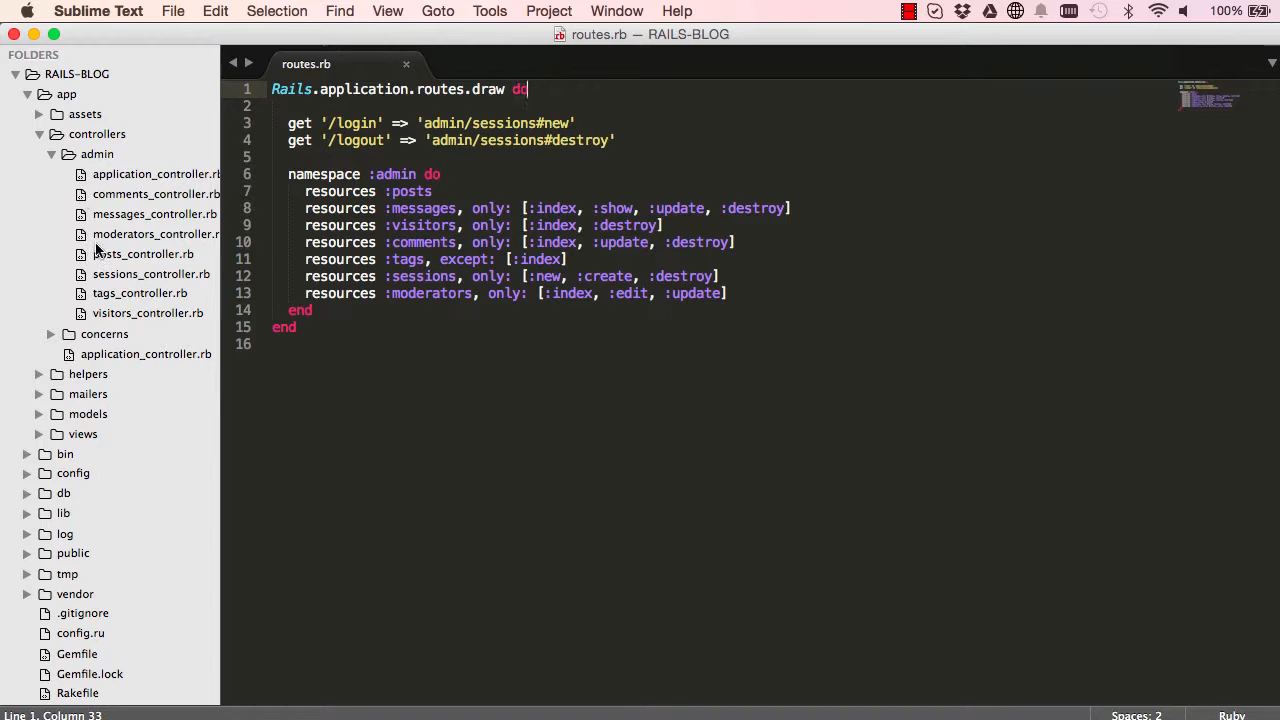 Sublime Text File Edit Selection Find View Goto Tools Project Window Help 100%
routes.rb — RAILS-BLOG
FOLDERS
RAILS-BLOG
app
assets
controllers
admin
application_controller.rb
comments_controller.rb
messages_controller.rb
moderators_controller.r
posts_controller.rb
sessions_controller.rb
tags_controller.rb
visitors_controller.rb
concerns
application_controller.rb
helpers
mailers
models
views
bin
config
db
lib
log
public
tmp
vendor
.gitignore
config.ru
Gemfile
Gemfile.lock
Rakefile
routes.rb
1 Rails.application.routes.draw do
2
3 get '/login' => 'admin/sessions#new'
4 get '/logout' => 'admin/sessions#destroy'
5
6 namespace :admin do
7 resources :posts
8 resources :messages, only: [:index, :show, :update, :destroy]
9 resources :visitors, only: [:index, :destroy]
10 resources :comments, only: [:index, :update, :destroy]
11 resources :tags, except: [:index]
12 resources :sessions, only: [:new, :create, :destroy]
13 resources :moderators, only: [:index, :edit, :update]
14 end
15 end
16
Line 1, Column 33 Spaces: 2 Ruby